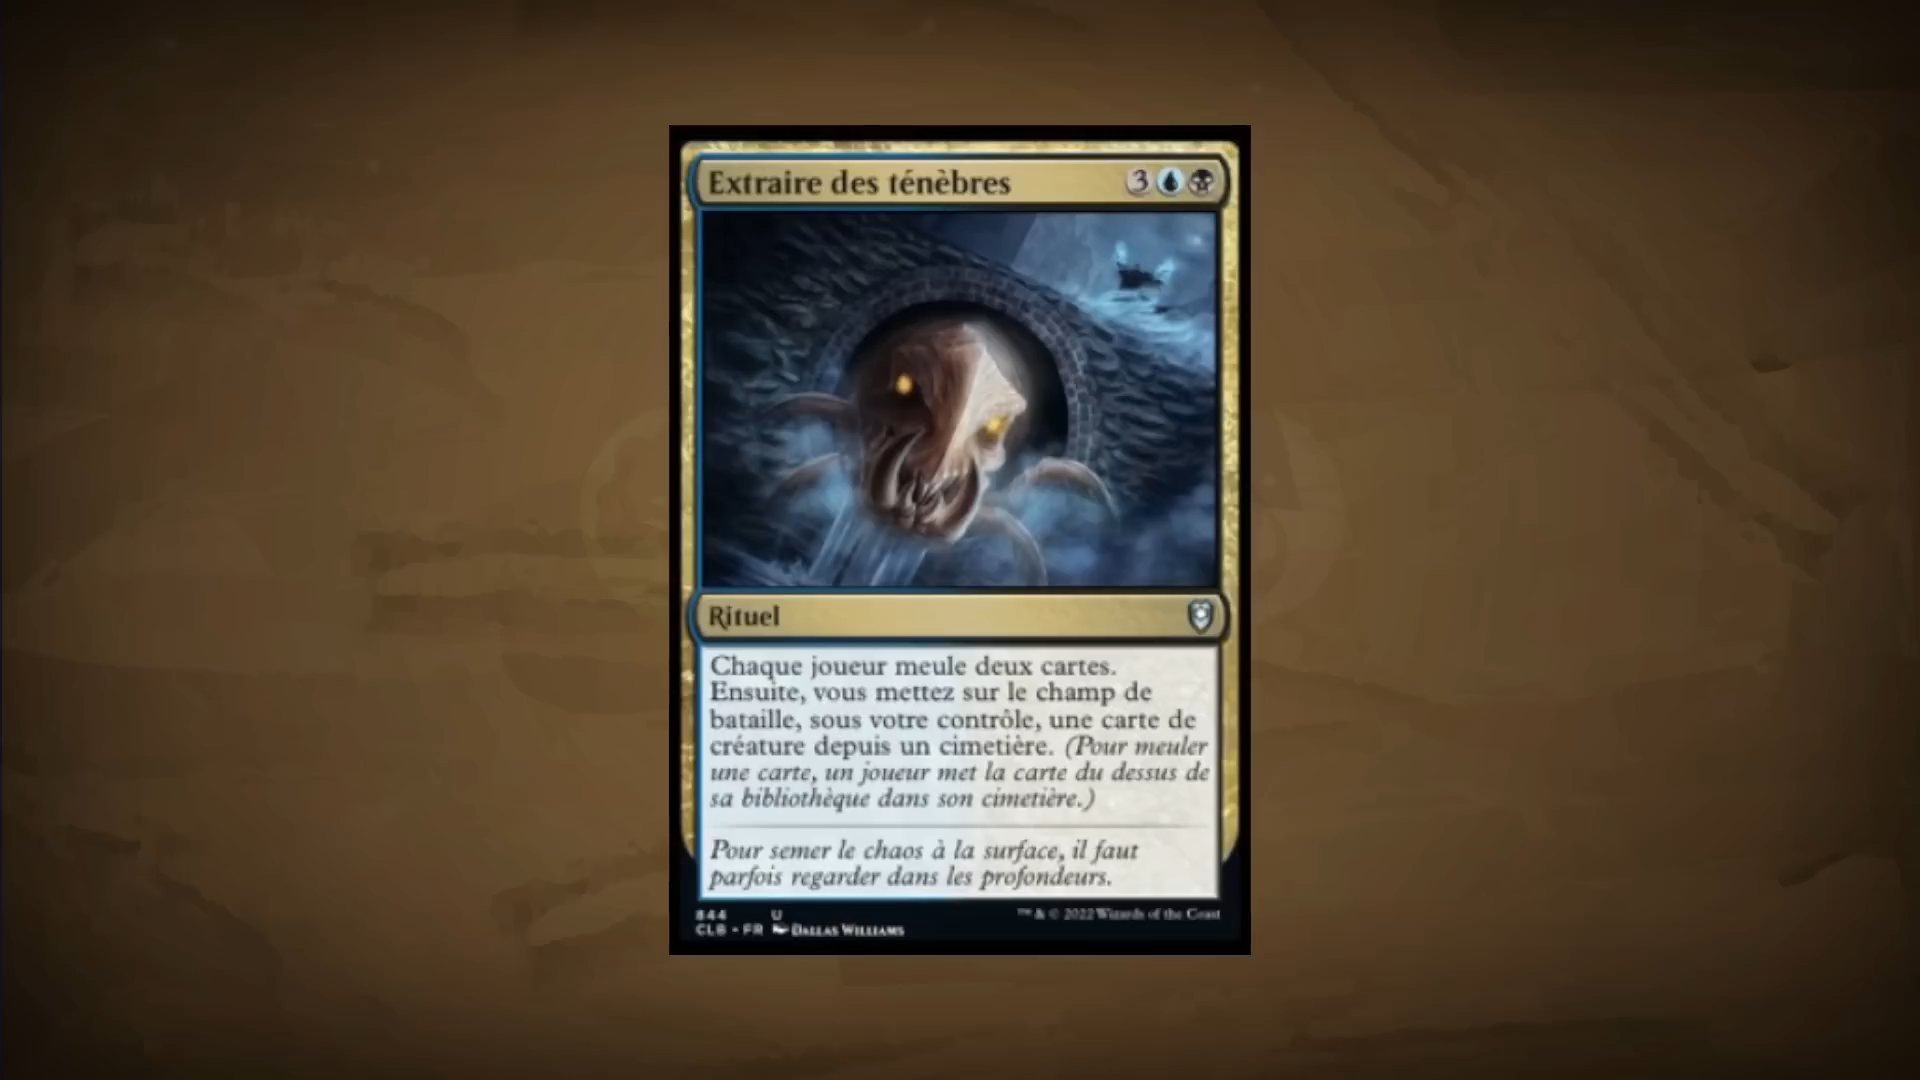 Extraire des ténèbres 3
Rituel
Chaque joueur meule deux cartes.
Ensuite, vous mettez sur le champ de
bataille, sous votre contrôle, une carte de
créature depuis un cimetière. (Pour meuler
une carte, un joueur met la carte du dessus de
sa bibliothèque dans son cimetière.)
Pour semer le chaos à la surface, il faut
parfois regarder dans les profondeurs.
844 U
CLB • FR Dallas Williams
™ & © 2022 Wizards of the Coast